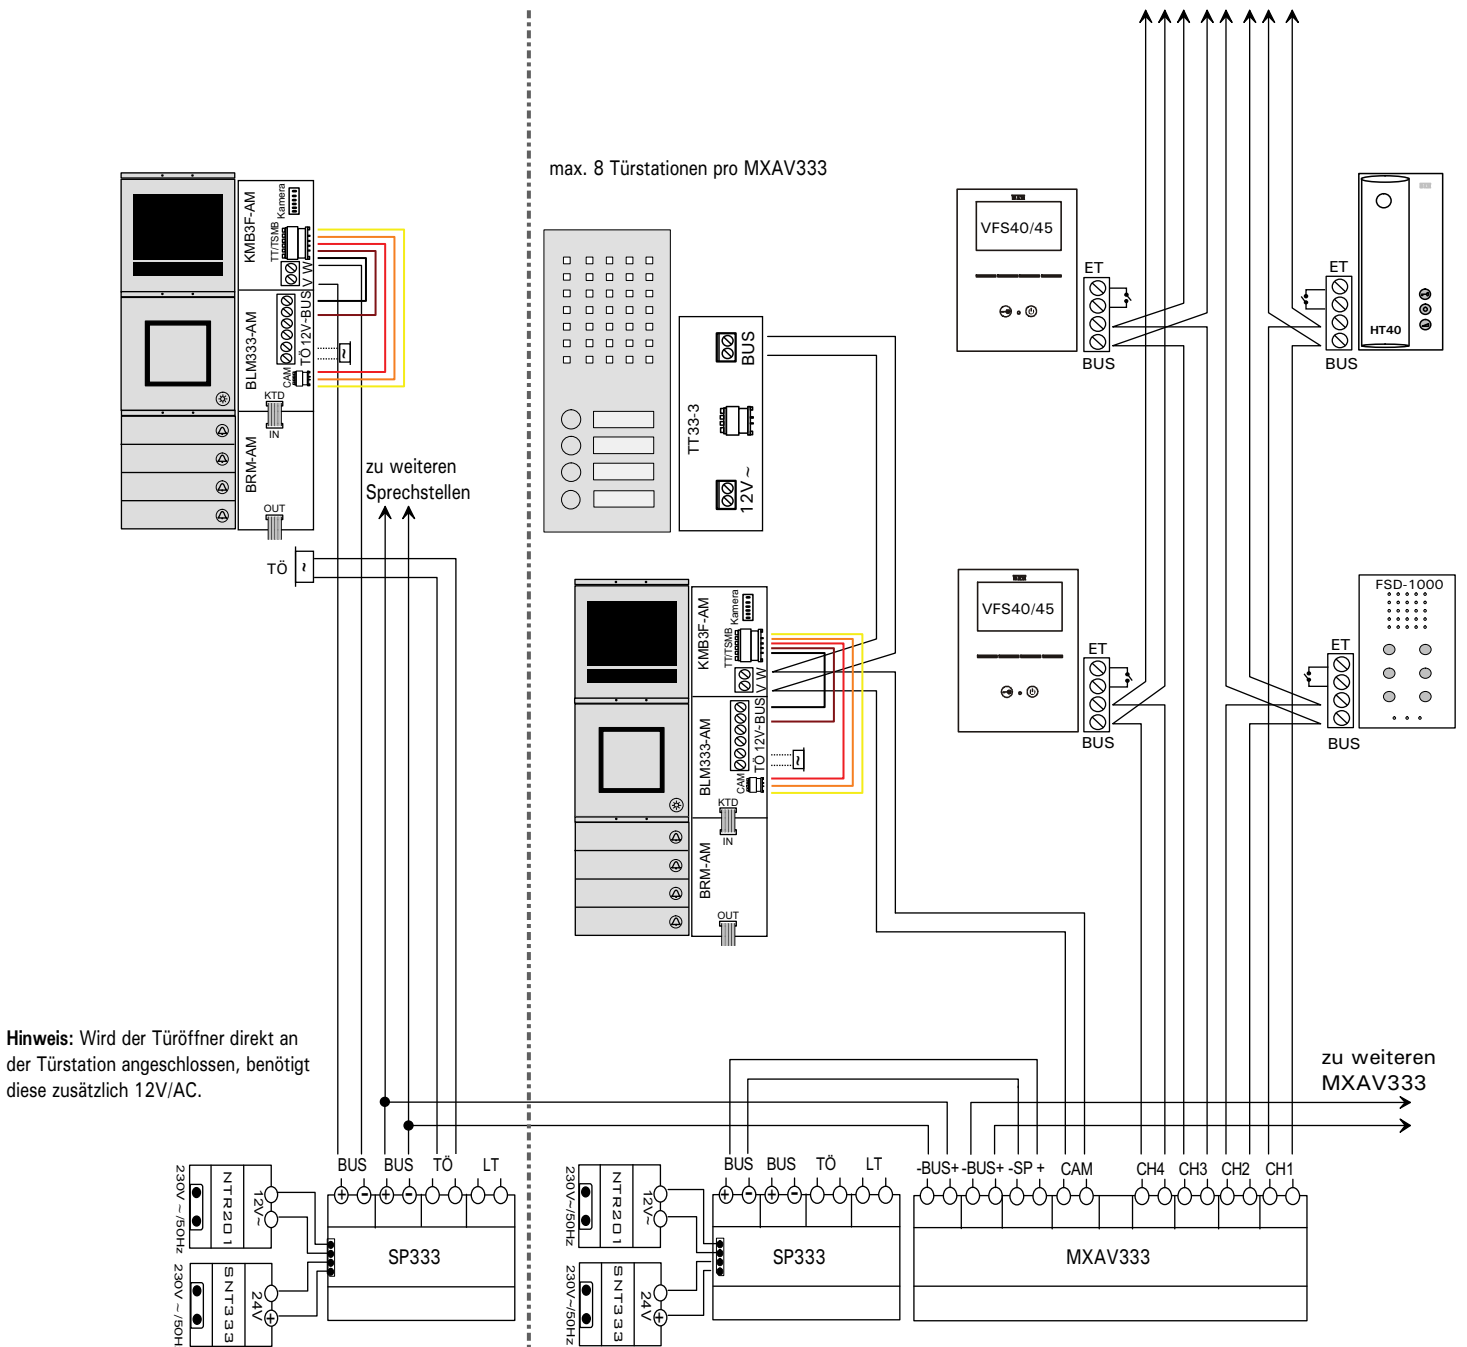 max. 8 Türstationen pro MXAV333
KMB3F-AM
Kamera
TT/TSMB
V W
BLM333-AM
TÖ 12V-BUS
CAM
~
KTD
IN
BRM-AM
OUT
zu weiteren
Sprechstellen
TÖ
~
TT33-3
BUS
12V~
KMB3F-AM
Kamera
TT/TSMB
V W
BLM333-AM
TÖ 12V-BUS
CAM
~
KTD
IN
BRM-AM
OUT
VFS40/45
ET
BUS
ET
BUS
HT40
VFS40/45
ET
BUS
ET
BUS
FSD-1000
Hinweis: Wird der Türöffner direkt an
der Türstation angeschlossen, benötigt
diese zusätzlich 12V/AC.
zu weiteren
MXAV333
BUS BUS TÖ LT
+ - + -
SP333
NTR201
12V~
230V~/50Hz
SNT333
24V
+
230V~/50H
BUS BUS TÖ LT
+ - + -
SP333
NTR201
12V~
230V~/50Hz
SNT333
24V
+
230V~/50Hz
-BUS+ -BUS+ -SP + CAM CH4 CH3 CH2 CH1
MXAV333